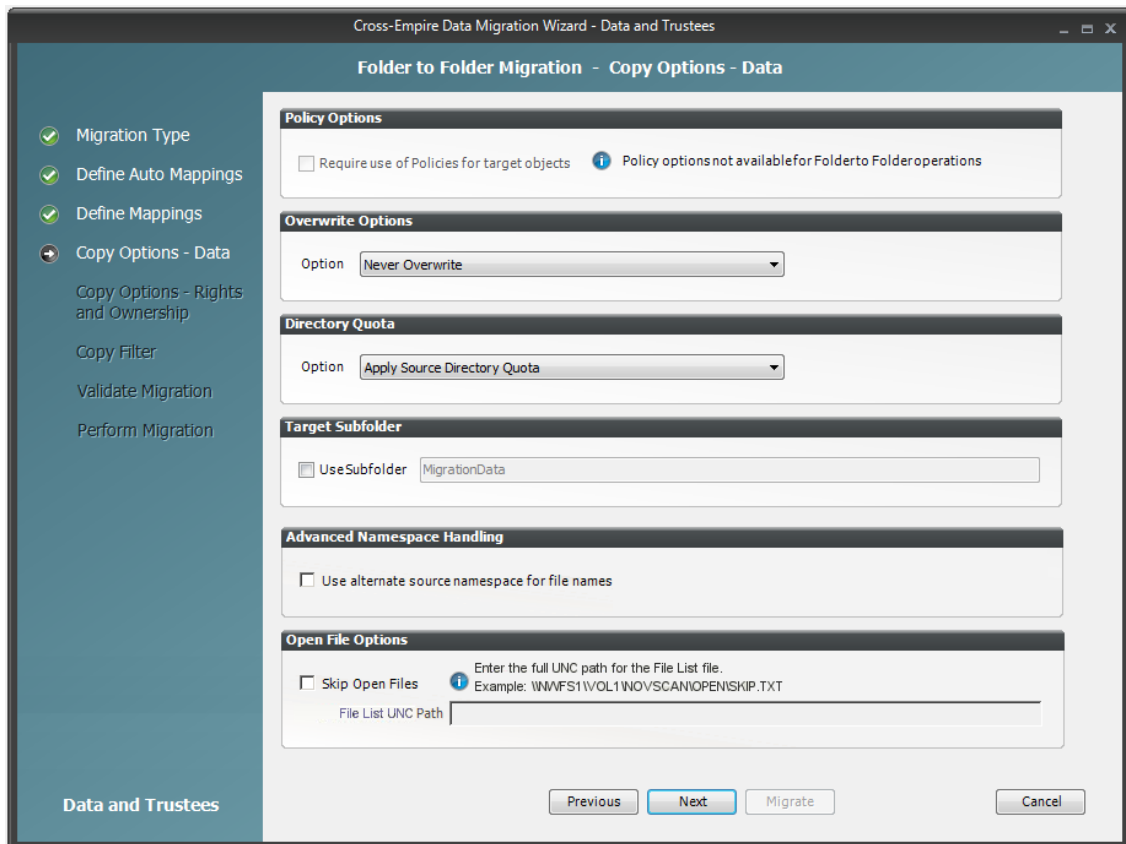 Cross-Empire Data Migration Wizard - Data and Trustees
Folder to Folder Migration - Copy Options - Data
Migration Type
Define Auto Mappings
Define Mappings
Copy Options - Data
Copy Options - Rights
and Ownership
Copy Filter
Validate Migration
Perform Migration
Data and Trustees
Policy Options
Require use of Policies for target objects
Policy options not available for Folder to Folder operations
Overwrite Options
Option
Never Overwrite
Directory Quota
Option
Apply Source Directory Quota
Target Subfolder
Use Subfolder
MigrationData
Advanced Namespace Handling
Use alternate source namespace for file names
Open File Options
Skip Open Files
Enter the full UNC path for the File List file.
Example: \\NWFS1\VOL1\NOVSCAN\OPEN\SKIP.TXT
File List UNC Path
Previous
Next
Migrate
Cancel